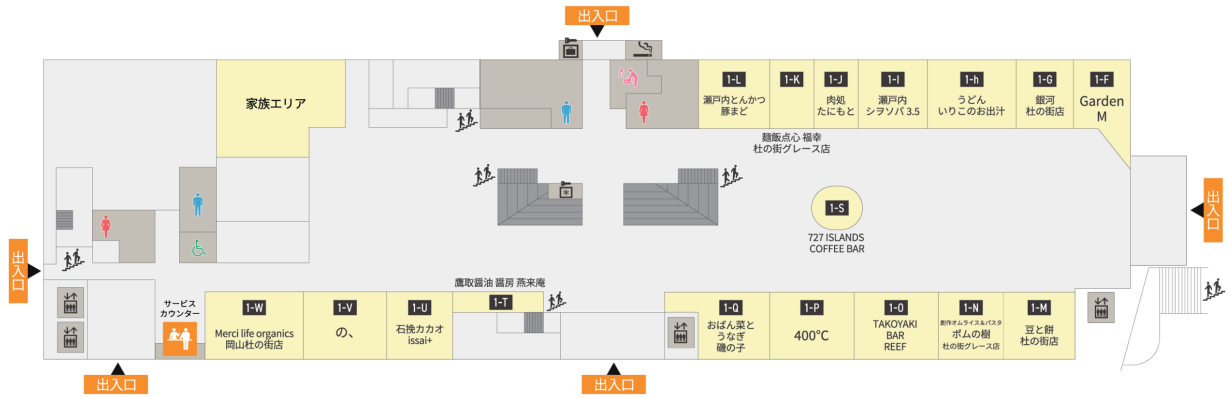 出入口
家族エリア
1-L
瀬戸内とんかつ
豚まど
1-K
麺飯点心 福幸
杜の街グレース店
1-J
肉処
たにもと
1-I
瀬戸内
シヲソバ 3.5
1-h
うどん
いりこのお出汁
1-G
銀河
杜の街店
1-F
Garden
M
1-S
727 ISLANDS
COFFEE BAR
出入口
出入口
サービス
カウンター
1-W
Merci life organics
岡山杜の街店
1-V
の、
1-U
石挽カカオ
issai+
鷹取醤油 醤房 燕来庵
1-T
1-Q
おばん菜と
うなぎ
磯の子
1-P
400℃
1-O
TAKOYAKI
BAR
REEF
1-N
創作オムライス&パスタ
ポムの樹
杜の街グレース店
1-M
豆と餅
杜の街店
出入口
出入口